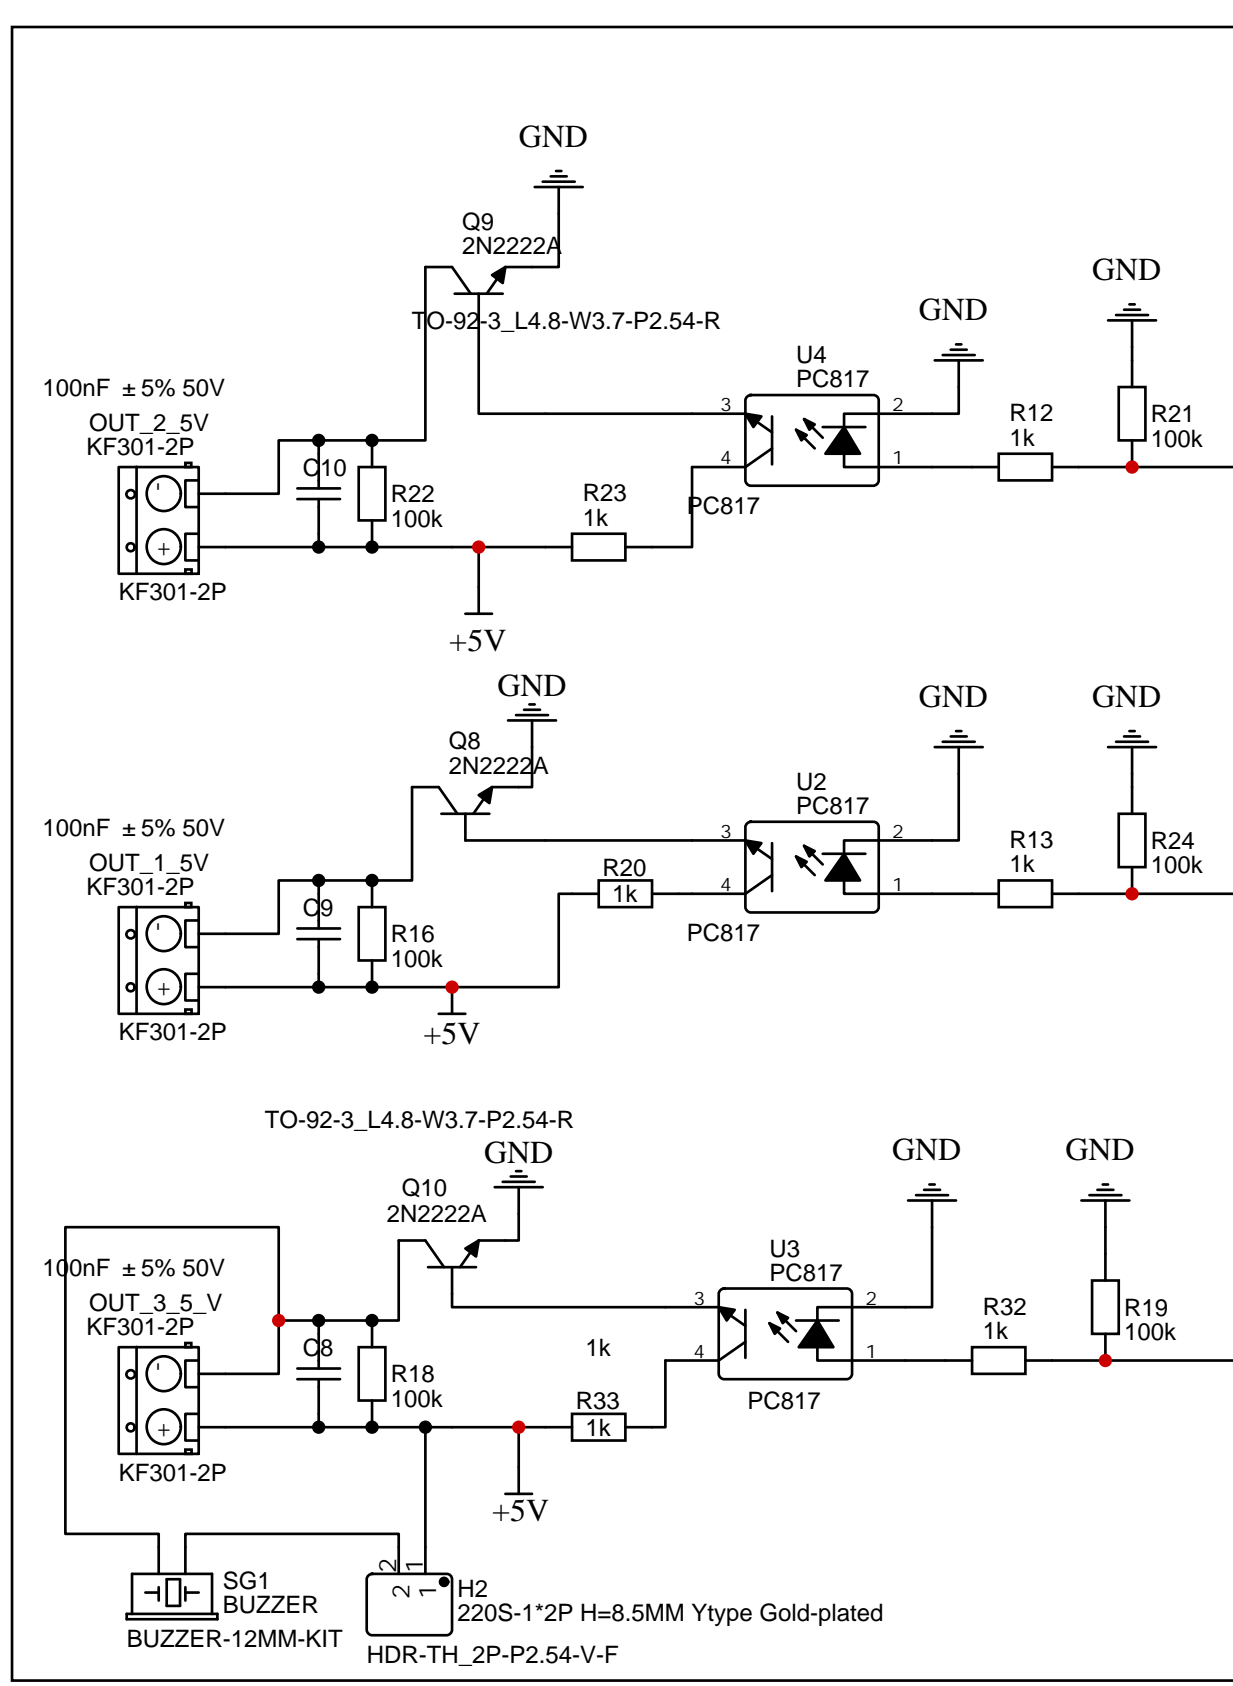 GND
Q9
2N2222A
TO-92-3_L4.8-W3.7-P2.54-R
GND
GND
U4
PC817
3
4
2
1
PC817
R12
1k
R21
100k
100nF ±5% 50V
OUT_2_5V
KF301-2P
-
+
KF301-2P
C10
R22
100k
R23
1k
+5V
GND
Q8
2N2222A
GND
GND
U2
PC817
3
4
2
1
PC817
R13
1k
R24
100k
100nF ±5% 50V
OUT_1_5V
KF301-2P
-
+
KF301-2P
C9
R16
100k
R20
1k
+5V
TO-92-3_L4.8-W3.7-P2.54-R
GND
Q10
2N2222A
GND
GND
U3
PC817
3
4
2
1
PC817
R32
1k
R19
100k
100nF ±5% 50V
OUT_3_5_V
KF301-2P
-
+
KF301-2P
C8
R18
100k
1k
R33
1k
+5V
SG1
BUZZER
BUZZER-12MM-KIT
2 1
2 1
H2
220S-1*2P H=8.5MM Ytype Gold-plated
HDR-TH_2P-P2.54-V-F